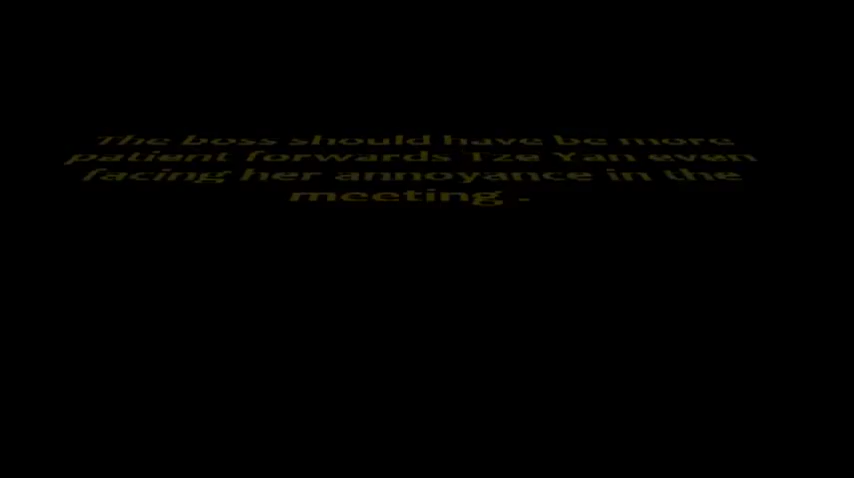 The boss should have be more
patient forwards Tze Yan even
facing her annoyance in the
meeting .